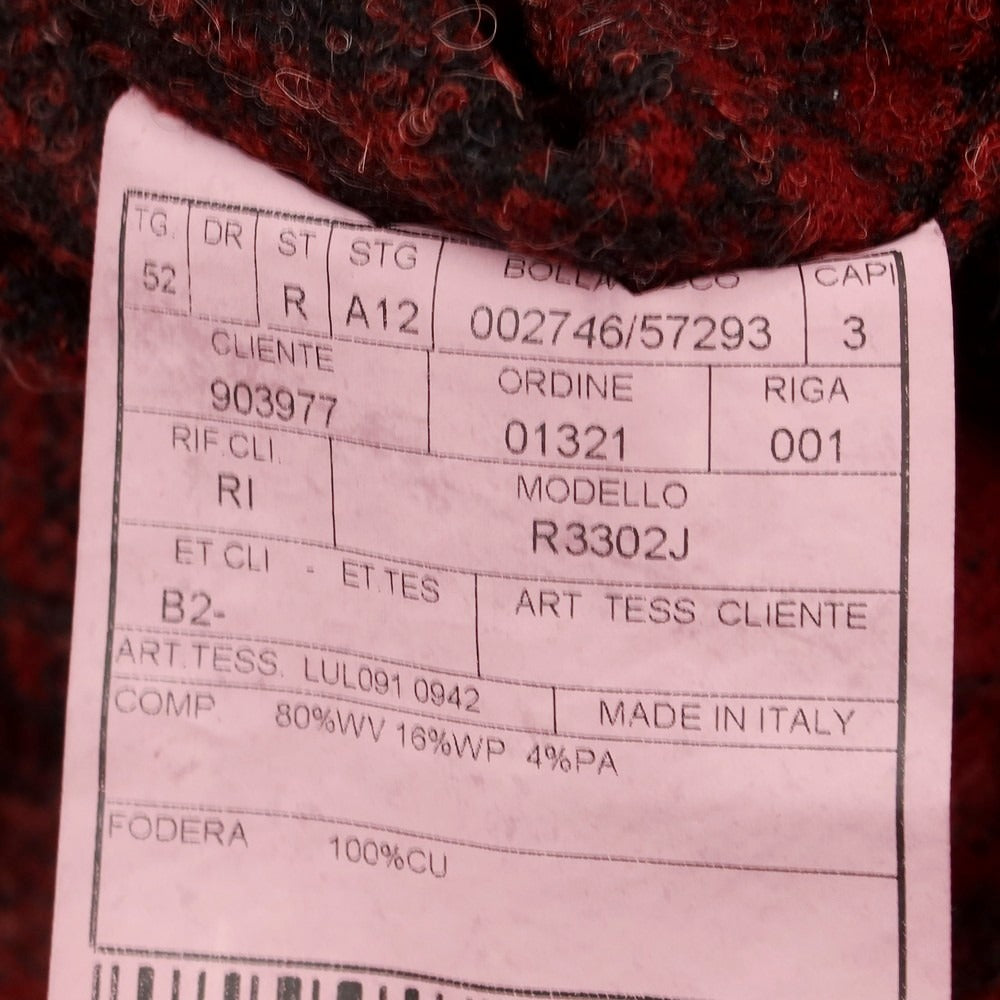 TG. DR ST STG CAPI
52 R A12 002746/57293 3
CLIENTE ORDINE RIGA
903977 01321 001
RIF.CLI. MODELLO
RI R3302J
ET CLI - ET.TES ART TESS CLIENTE
B2-
ART.TESS. LUL091 0942 MADE IN ITALY
COMP. 80%WV 16%WP 4%PA
FODERA 100%CU